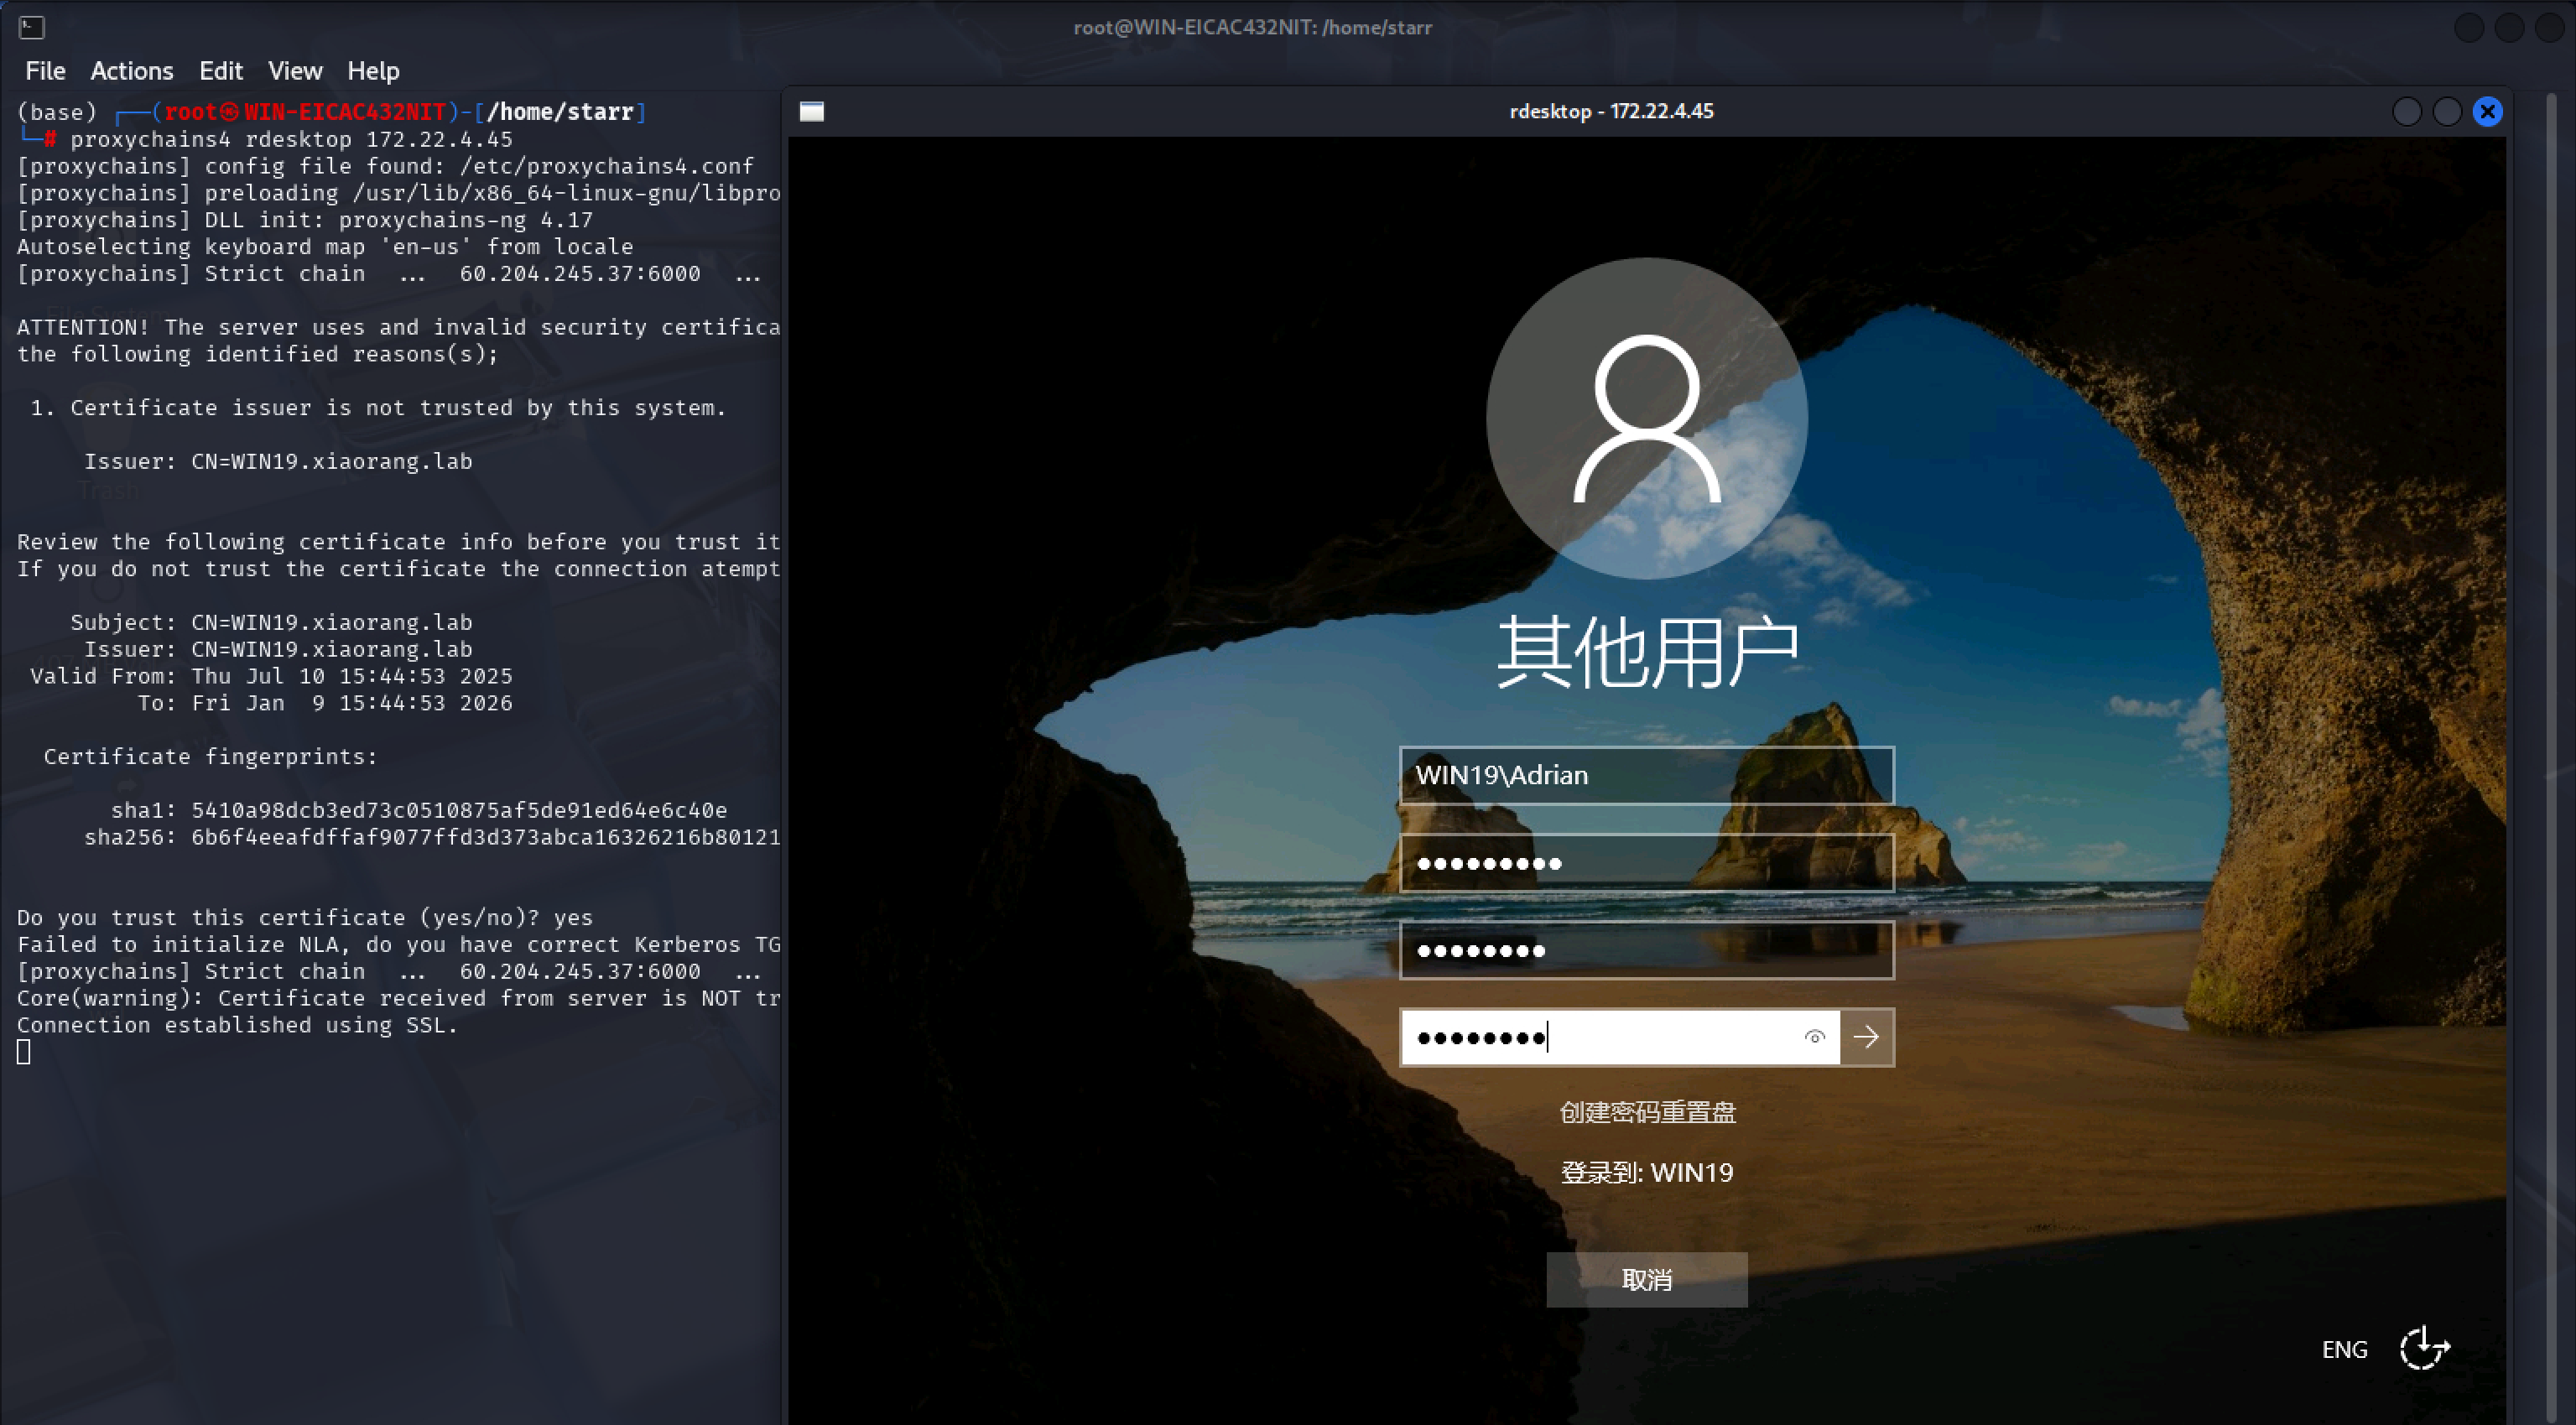 root@WIN-EICAC432NIT: /home/starr
File Actions Edit View Help
(base) ┌──(root㉿WIN-EICAC432NIT)-[/home/starr]
└─# proxychains4 rdesktop 172.22.4.45
[proxychains] config file found: /etc/proxychains4.conf
[proxychains] preloading /usr/lib/x86_64-linux-gnu/libpro
[proxychains] DLL init: proxychains-ng 4.17
Autoselecting keyboard map 'en-us' from locale
[proxychains] Strict chain ... 60.204.245.37:6000 ...
ATTENTION! The server uses and invalid security certifica
the following identified reasons(s);
1. Certificate issuer is not trusted by this system.
Issuer: CN=WIN19.xiaorang.lab
Trash
Review the following certificate info before you trust it
If you do not trust the certificate the connection atempt
Subject: CN=WIN19.xiaorang.lab
Issuer: CN=WIN19.xiaorang.lab
Valid From: Thu Jul 10 15:44:53 2025
To: Fri Jan 9 15:44:53 2026
Certificate fingerprints:
sha1: 5410a98dcb3ed73c0510875af5de91ed64e6c40e
sha256: 6b6f4eeafdffaf9077ffd3d373abca16326216b80121
Do you trust this certificate (yes/no)? yes
Failed to initialize NLA, do you have correct Kerberos TG
[proxychains] Strict chain ... 60.204.245.37:6000 ...
Core(warning): Certificate received from server is NOT tr
Connection established using SSL.
rdesktop - 172.22.4.45
其他用户
WIN19\Adrian
创建密码重置盘
登录到: WIN19
取消
ENG